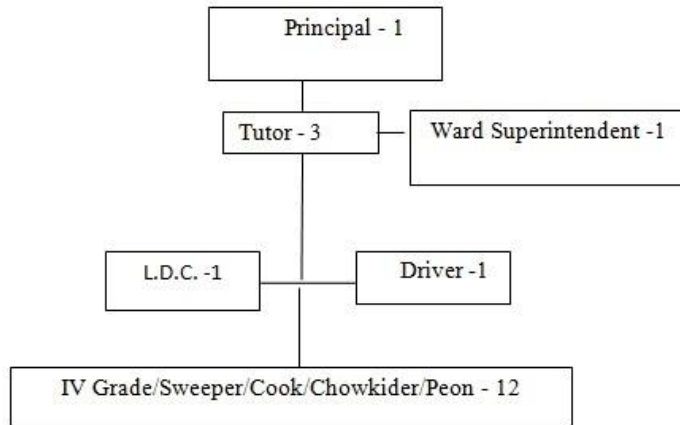 Principal - 1
Tutor - 3
Ward Superintendent -1
L.D.C. -1
Driver -1
IV Grade/Sweeper/Cook/Chowkider/Peon - 12